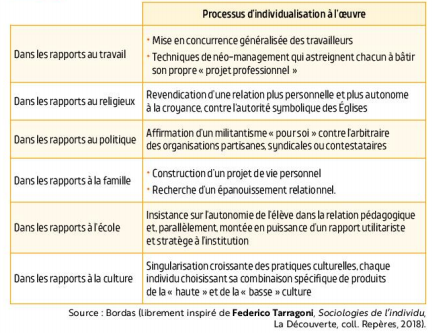 Processus d'individualisation à l'œuvre
Dans les rapports au travail
• Mise en concurrence généralisée des travailleurs
• Techniques de néo-management qui astreignent chacun à bâtir
son propre « projet professionnel »
Dans les rapports au religieux
Revendication d'une relation plus personnelle et plus autonome
à la croyance, contre l'autorité symbolique des Églises
Dans les rapports au politique
Affirmation d'un militantisme « pour soi » contre l'arbitraire
des organisations partisanes, syndicales ou contestataires
Dans les rapports à la famille
• Construction d'un projet de vie personnel
• Recherche d'un épanouissement relationnel.
Dans les rapports à l'école
Insistance sur l'autonomie de l'élève dans la relation pédagogique
et, parallèlement, montée en puissance d'un rapport utilitariste
et stratège à l'institution
Dans les rapports à la culture
Singularisation croissante des pratiques culturelles, chaque
individu choisissant sa combinaison spécifique de produits
de la « haute » et de la « basse » culture
Source : Bordas (librement inspiré de Federico Tarragoni, Sociologies de l'individu,
La Découverte, coll. Repères, 2018).